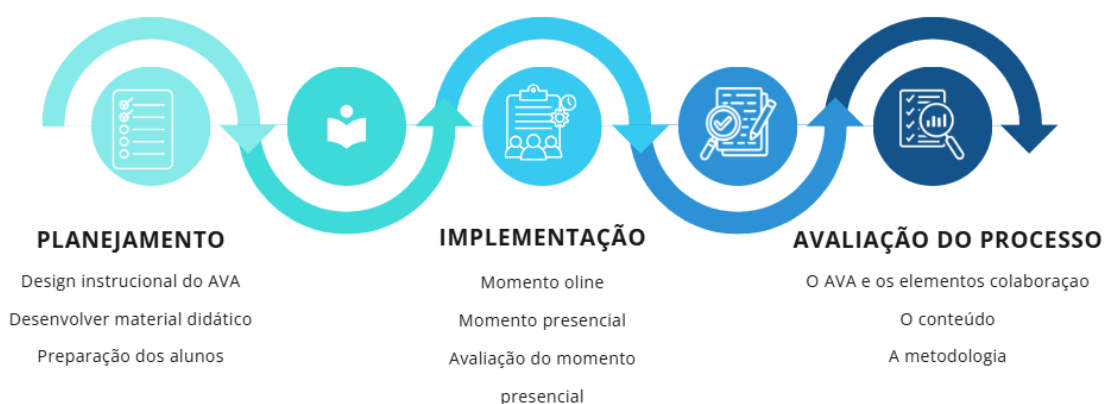 PLANEJAMENTO
Design instrucional do AVA
Desenvolver material didático
Preparação dos alunos
IMPLEMENTAÇÃO
Momento oline
Momento presencial
Avaliação do momento
presencial
AVALIAÇÃO DO PROCESSO
O AVA e os elementos colaboraçao
O conteúdo
A metodologia